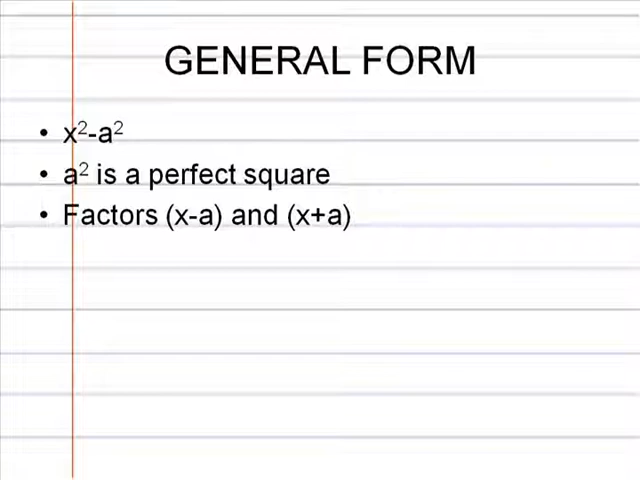 GENERAL FORM
• x²-a²
• a² is a perfect square
• Factors (x-a) and (x+a)